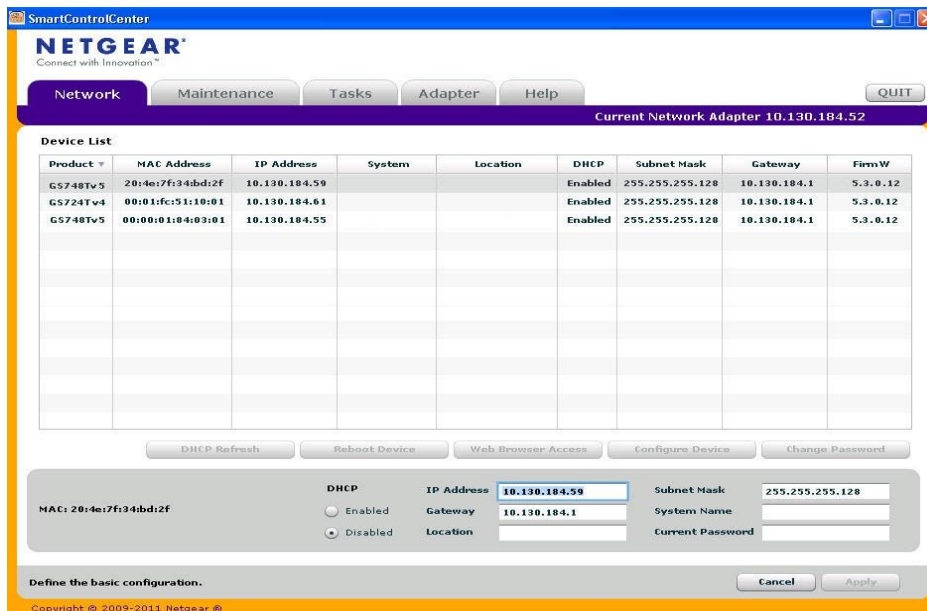 SmartControlCenter
NETGEAR®
Connect with Innovation™
Network Maintenance Tasks Adapter Help QUIT
Current Network Adapter 10.130.184.52
Device List
Product MAC Address IP Address System Location DHCP Subnet Mask Gateway FirmW
GS748Tv5 20:4e:7f:34:bd:2f 10.130.184.59 Enabled 255.255.255.128 10.130.184.1 5.3.0.12
GS724Tv4 00:01:fc:51:10:01 10.130.184.61 Enabled 255.255.255.128 10.130.184.1 5.3.0.12
GS748Tv5 00:00:01:84:03:01 10.130.184.55 Enabled 255.255.255.128 10.130.184.1 5.3.0.12
DHCP Refresh Reboot Device Web Browser Access Configure Device Change Password
DHCP IP Address 10.130.184.59 Subnet Mask 255.255.255.128
MAC: 20:4e:7f:34:bd:2f Enabled Gateway 10.130.184.1 System Name
Disabled Location Current Password
Define the basic configuration. Cancel Apply
Copyright © 2009-2011 Netgear ®